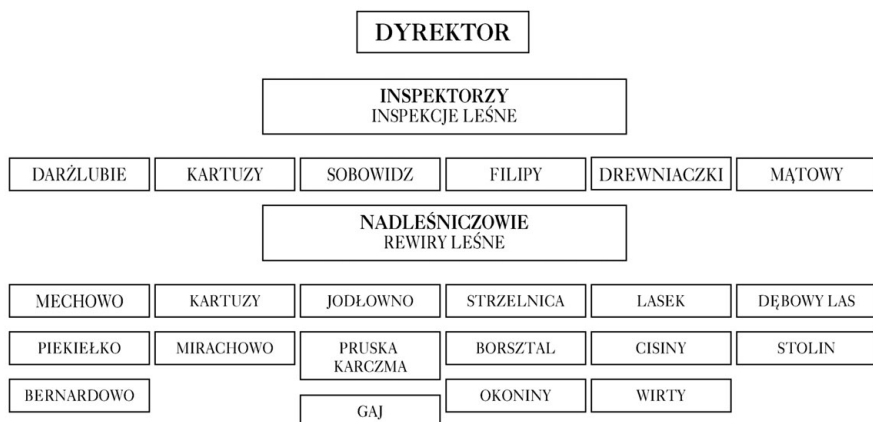 DYREKTOR
INSPEKTORZY
INSPEKCJE LEŚNE
DARŻLUBIE
KARTUZY
SOBOWIDZ
FILIPY
DREWNIACZKI
MĄTOWY
NADLEŚNICZOWIE
REWIRY LEŚNE
MECHOWO
KARTUZY
JODŁOWNO
STRZELNICA
LASEK
DĘBOWY LAS
PIEKIEŁKO
MIRACHOWO
PRUSKA
KARCZMA
BORSZTAL
CISINY
STOLIN
BERNARDOWO
GAJ
OKONINY
WIRTY